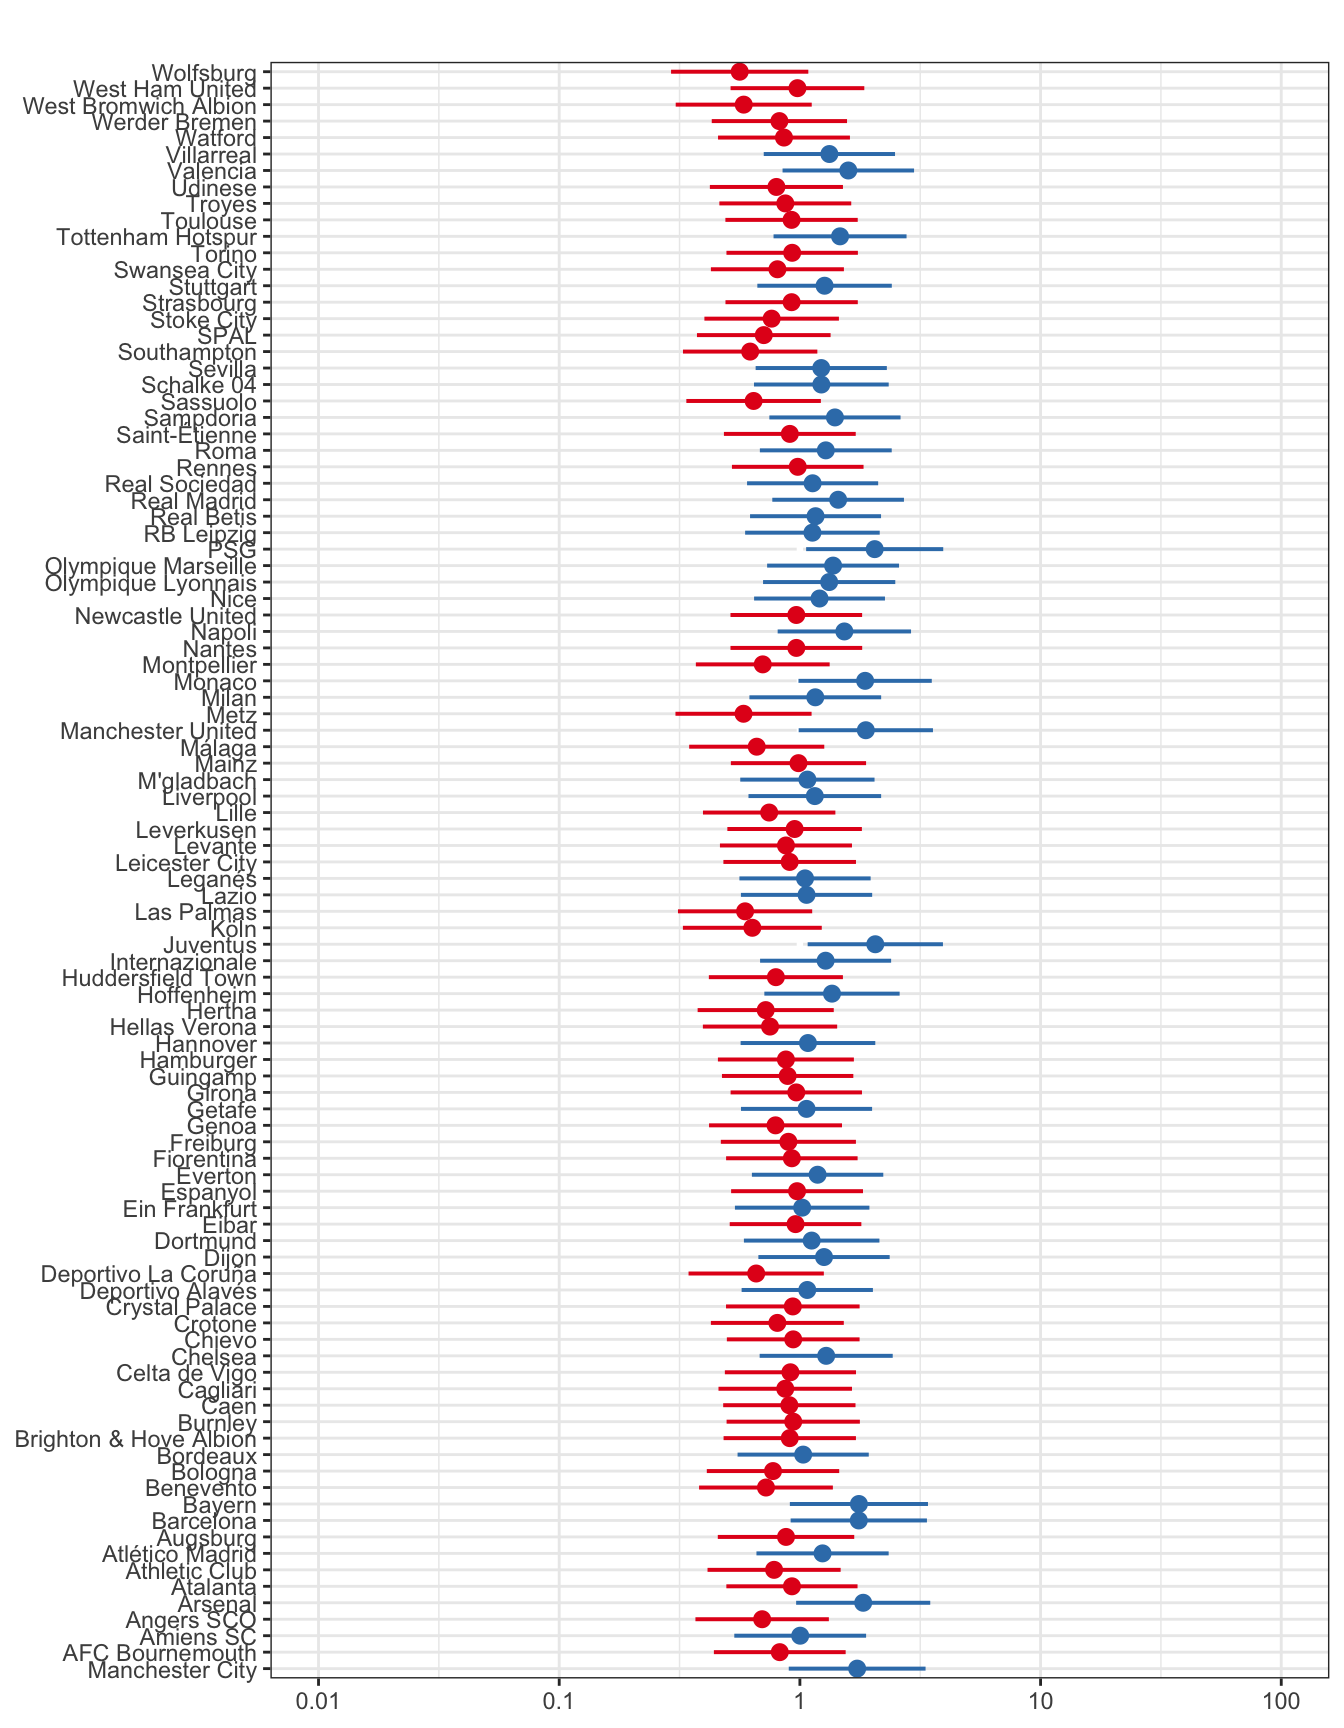 Wolfsburg
West Ham United
West Bromwich Albion
Werder Bremen
Watford
Villarreal
Valencia
Udinese
Troyes
Toulouse
Tottenham Hotspur
Torino
Swansea City
Stuttgart
Strasbourg
Stoke City
SPAL
Southampton
Sevilla
Schalke 04
Sassuolo
Sampdoria
Saint-Étienne
Roma
Rennes
Real Sociedad
Real Madrid
Real Betis
RB Leipzig
PSG
Olympique Marseille
Olympique Lyonnais
Nice
Newcastle United
Napoli
Nantes
Montpellier
Monaco
Milan
Metz
Manchester United
Málaga
Mainz
M'gladbach
Liverpool
Lille
Leverkusen
Levante
Leicester City
Leganés
Lazio
Las Palmas
Köln
Juventus
Internazionale
Huddersfield Town
Hoffenheim
Hertha
Hellas Verona
Hannover
Hamburger
Guingamp
Girona
Getafe
Genoa
Freiburg
Fiorentina
Everton
Espanyol
Ein Frankfurt
Eibar
Dortmund
Dijon
Deportivo La Coruña
Deportivo Alavés
Crystal Palace
Crotone
Chievo
Chelsea
Celta de Vigo
Cagliari
Caen
Burnley
Brighton & Hove Albion
Bordeaux
Bologna
Benevento
Bayern
Barcelona
Augsburg
Atlético Madrid
Athletic Club
Atalanta
Arsenal
Angers SCO
Amiens SC
AFC Bournemouth
Manchester City
0.01 0.1 1 10 100